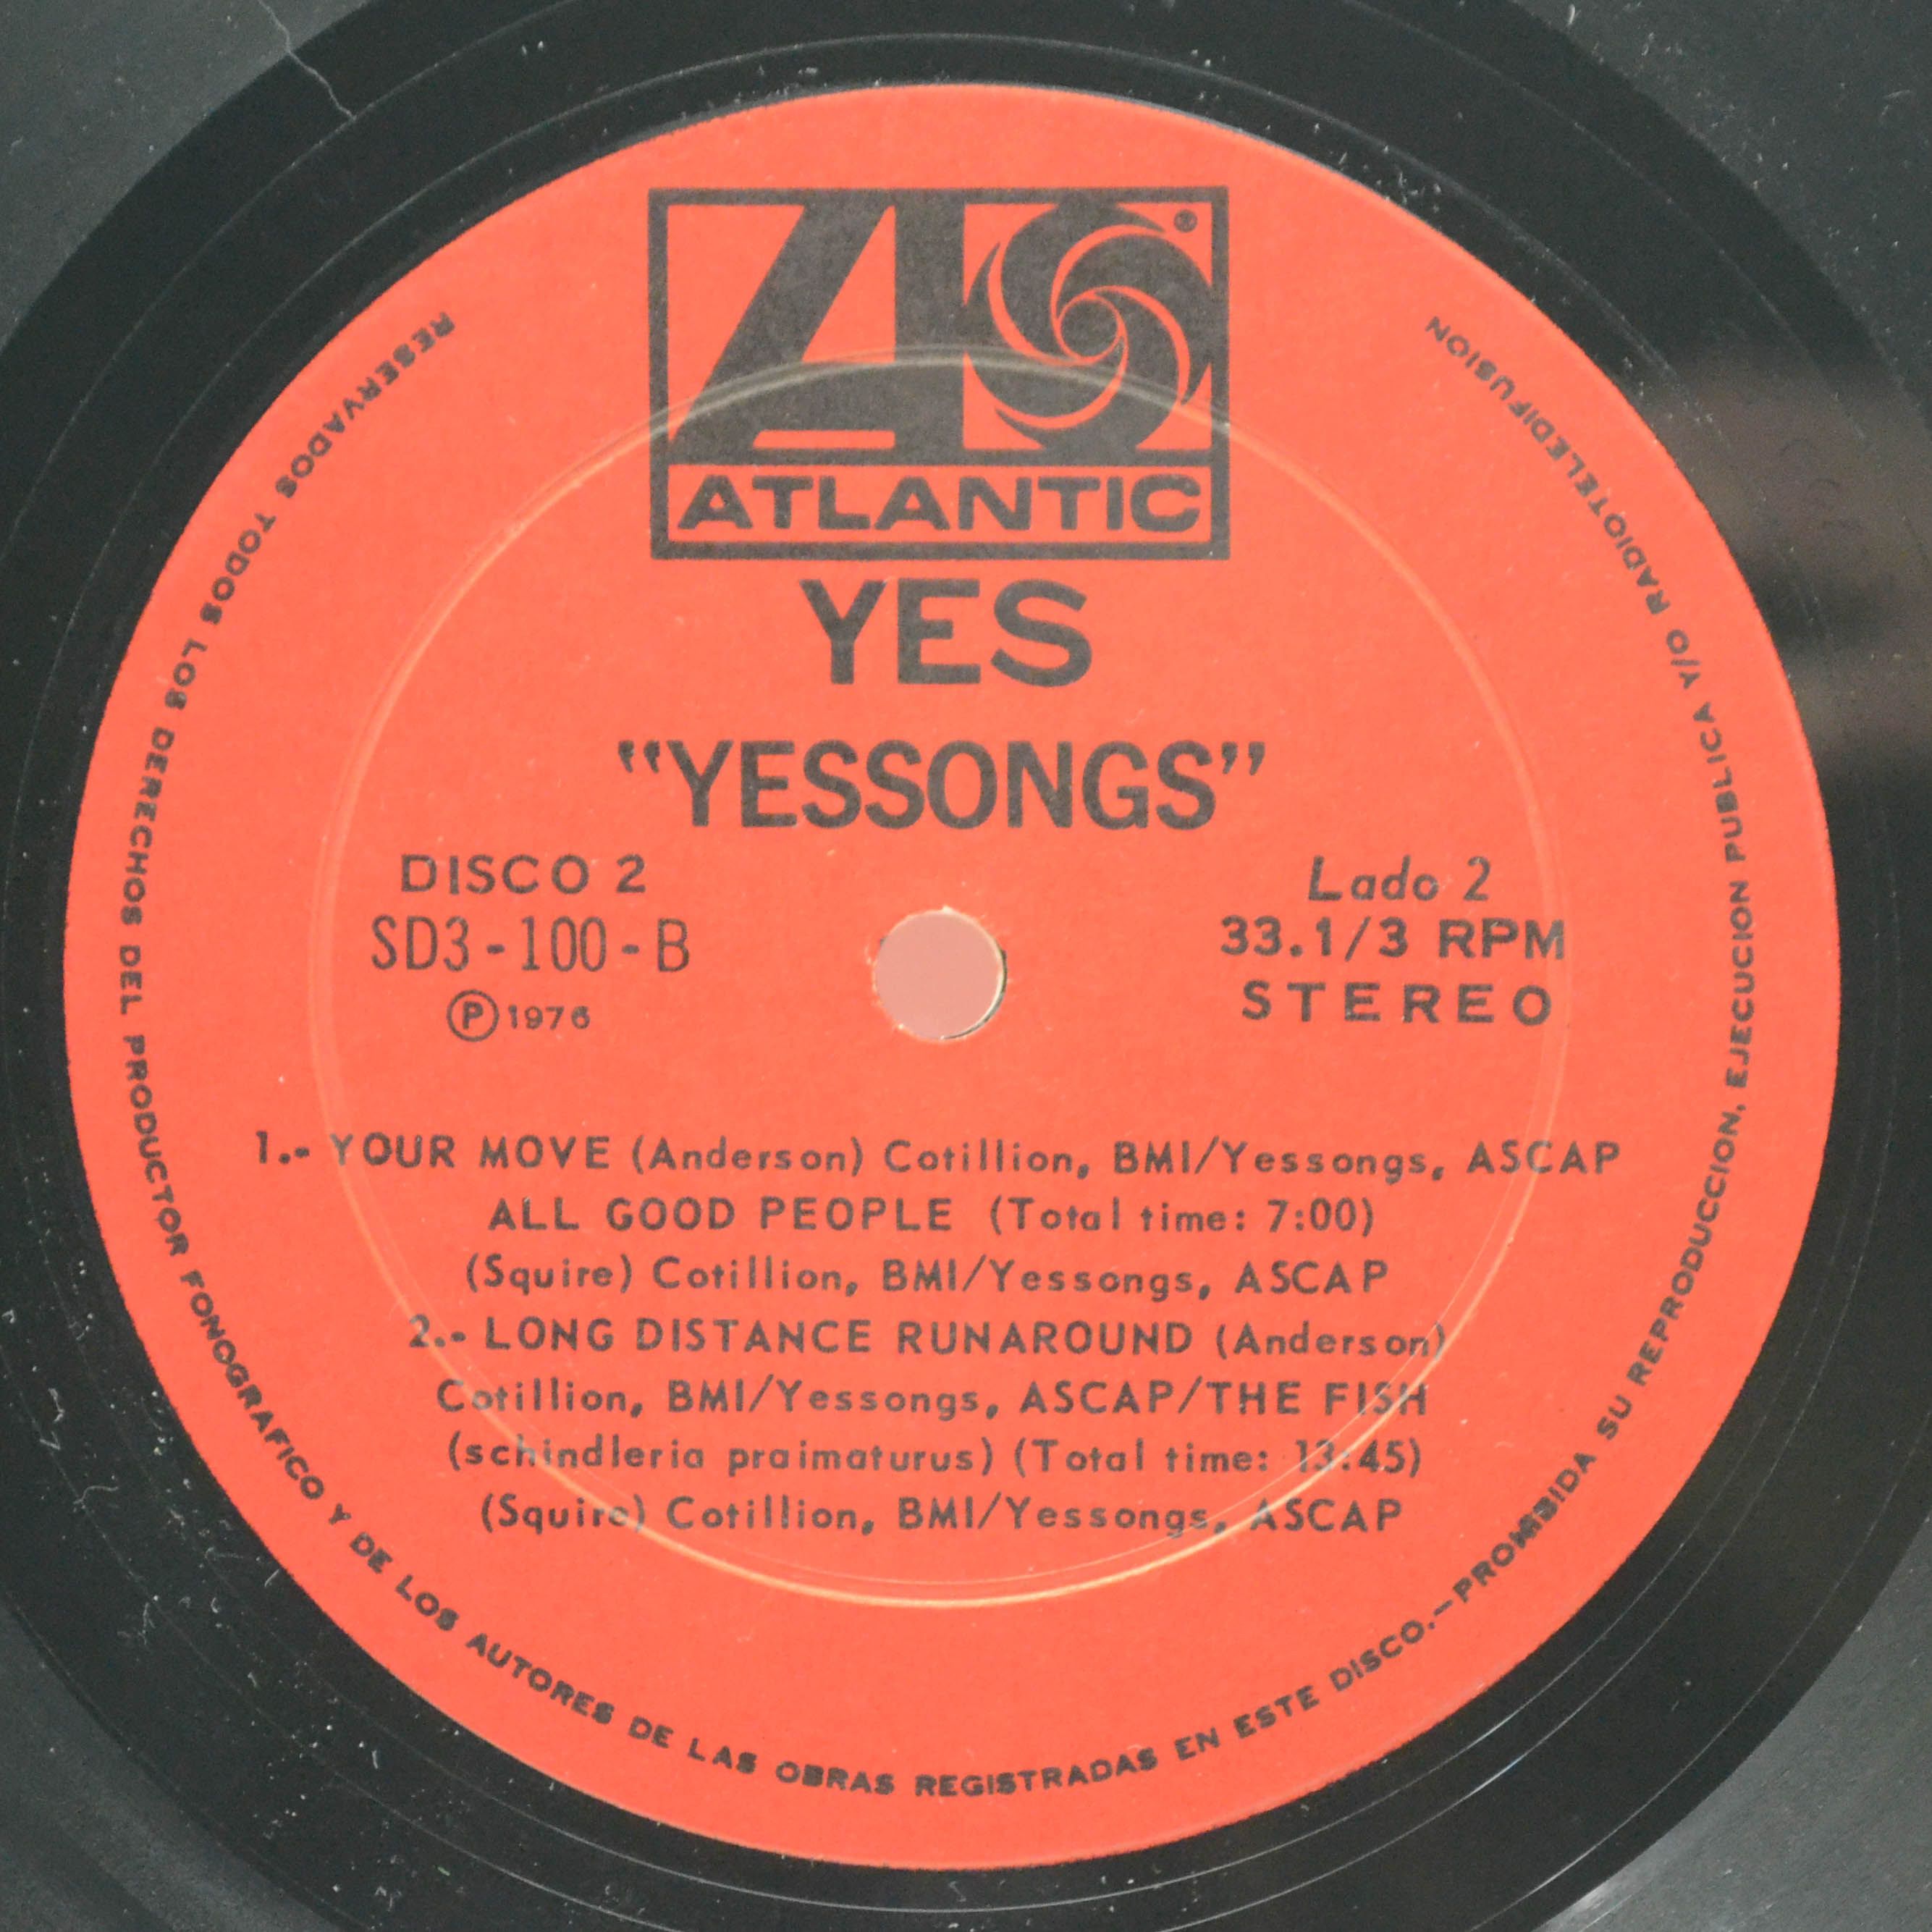 ATLANTIC
YES
"YESSONGS"
DISCO 2
SD3-100-B
Ⓟ1976
Lado 2
33.1/3 RPM
STEREO
1.- YOUR MOVE (Anderson) Cotillion, BMI/Yessongs, ASCAP
ALL GOOD PEOPLE (Total time: 7:00)
(Squire) Cotillion, BMI/Yessongs, ASCAP
2.- LONG DISTANCE RUNAROUND (Anderson)
Cotillion, BMI/Yessongs, ASCAP/THE FISH
(schindleria praimaturus) (Total time: 13:45)
(Squire) Cotillion, BMI/Yessongs, ASCAP
RESERVADOS TODOS LOS DERECHOS DEL PRODUCTOR FONOGRAFICO Y DE LOS AUTORES DE LAS OBRAS REGISTRADAS EN ESTE DISCO.-PROHIBIDA SU REPRODUCCION, EJECUCION PUBLICA Y/O RADIOTELEDIFUSION